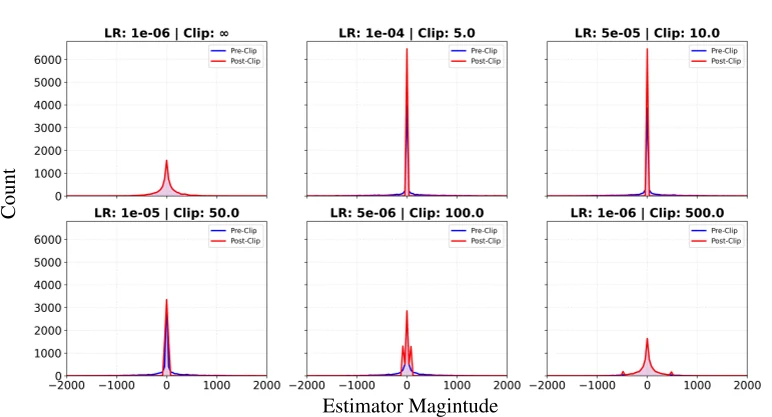 LR: 1e-06 | Clip: ∞
LR: 1e-04 | Clip: 5.0
LR: 5e-05 | Clip: 10.0
Pre-Clip
Post-Clip
Pre-Clip
Post-Clip
Pre-Clip
Post-Clip
6000
5000
4000
3000
2000
1000
0
Count
LR: 1e-05 | Clip: 50.0
LR: 5e-06 | Clip: 100.0
LR: 1e-06 | Clip: 500.0
Pre-Clip
Post-Clip
Pre-Clip
Post-Clip
Pre-Clip
Post-Clip
6000
5000
4000
3000
2000
1000
0
−2000 −1000 0 1000 2000
−2000 −1000 0 1000 2000
−2000 −1000 0 1000 2000
Estimator Magintude